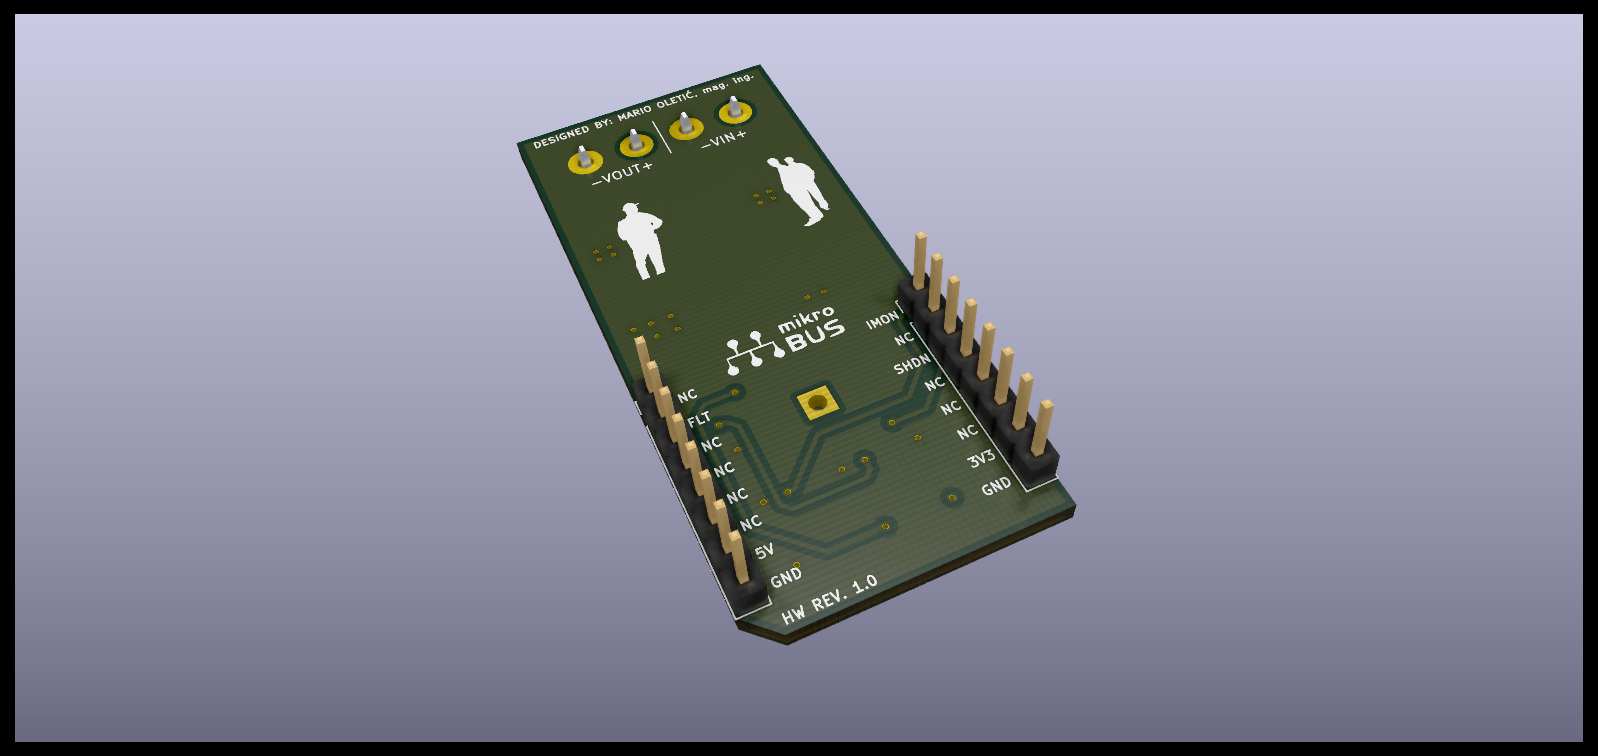 DESIGNED BY: MARIO OLETIĆ, mag. ing.
−VOUT+
−VIN+
mikro
BUS
IMON
NC
SHDN
NC
NC
NC
3V3
GND
NC
FLT
NC
NC
NC
NC
5V
GND
HW REV. 1.0